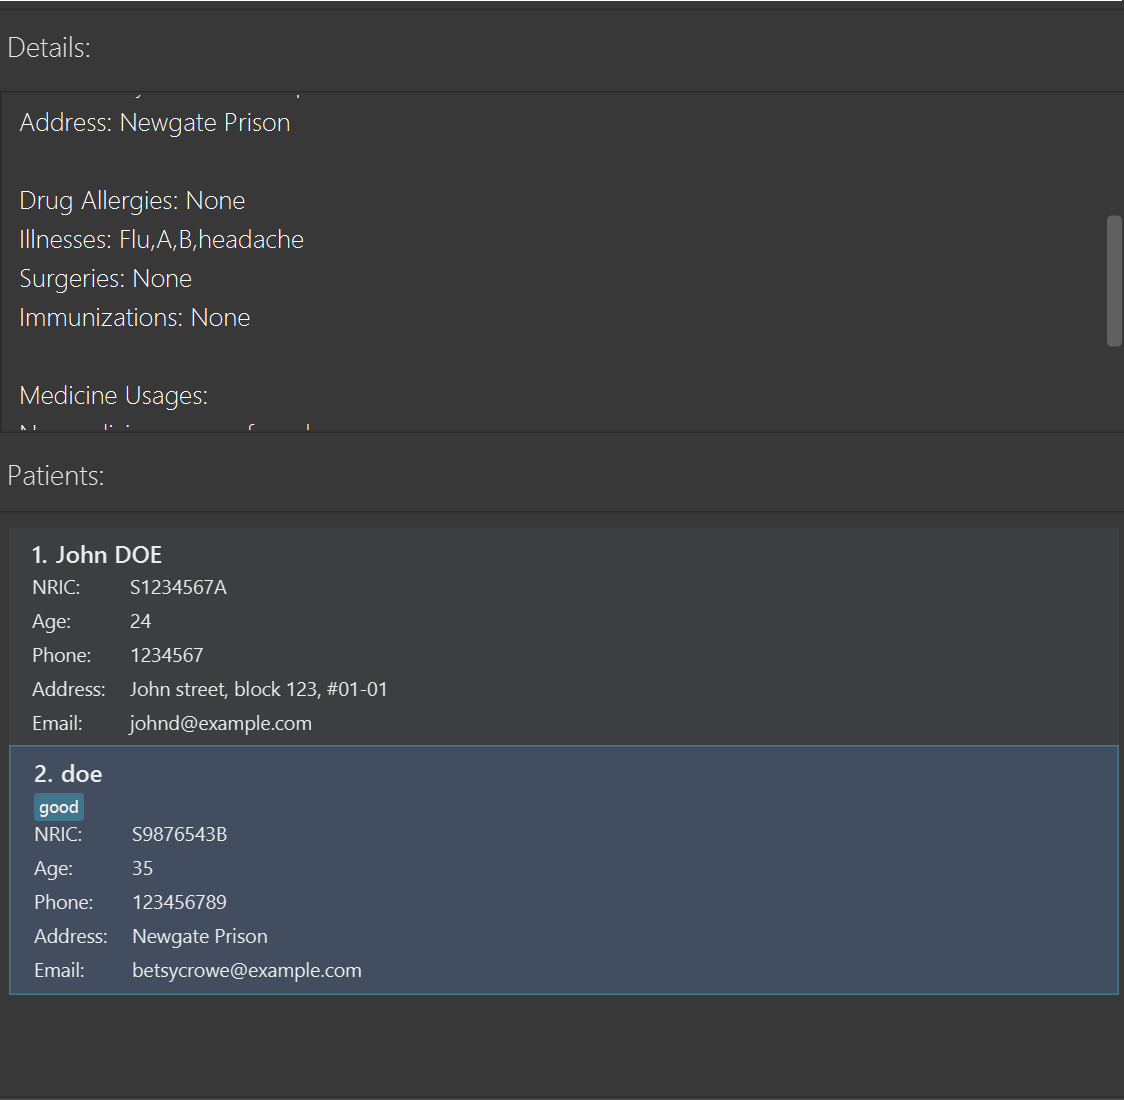 Details:
Address: Newgate Prison
Drug Allergies: None
Illnesses: Flu,A,B,headache
Surgeries: None
Immunizations: None
Medicine Usages:
Patients:
1. John DOE
NRIC: S1234567A
Age: 24
Phone: 1234567
Address: John street, block 123, #01-01
Email: johnd@example.com
2. doe
good
NRIC: S9876543B
Age: 35
Phone: 123456789
Address: Newgate Prison
Email: betsycrowe@example.com